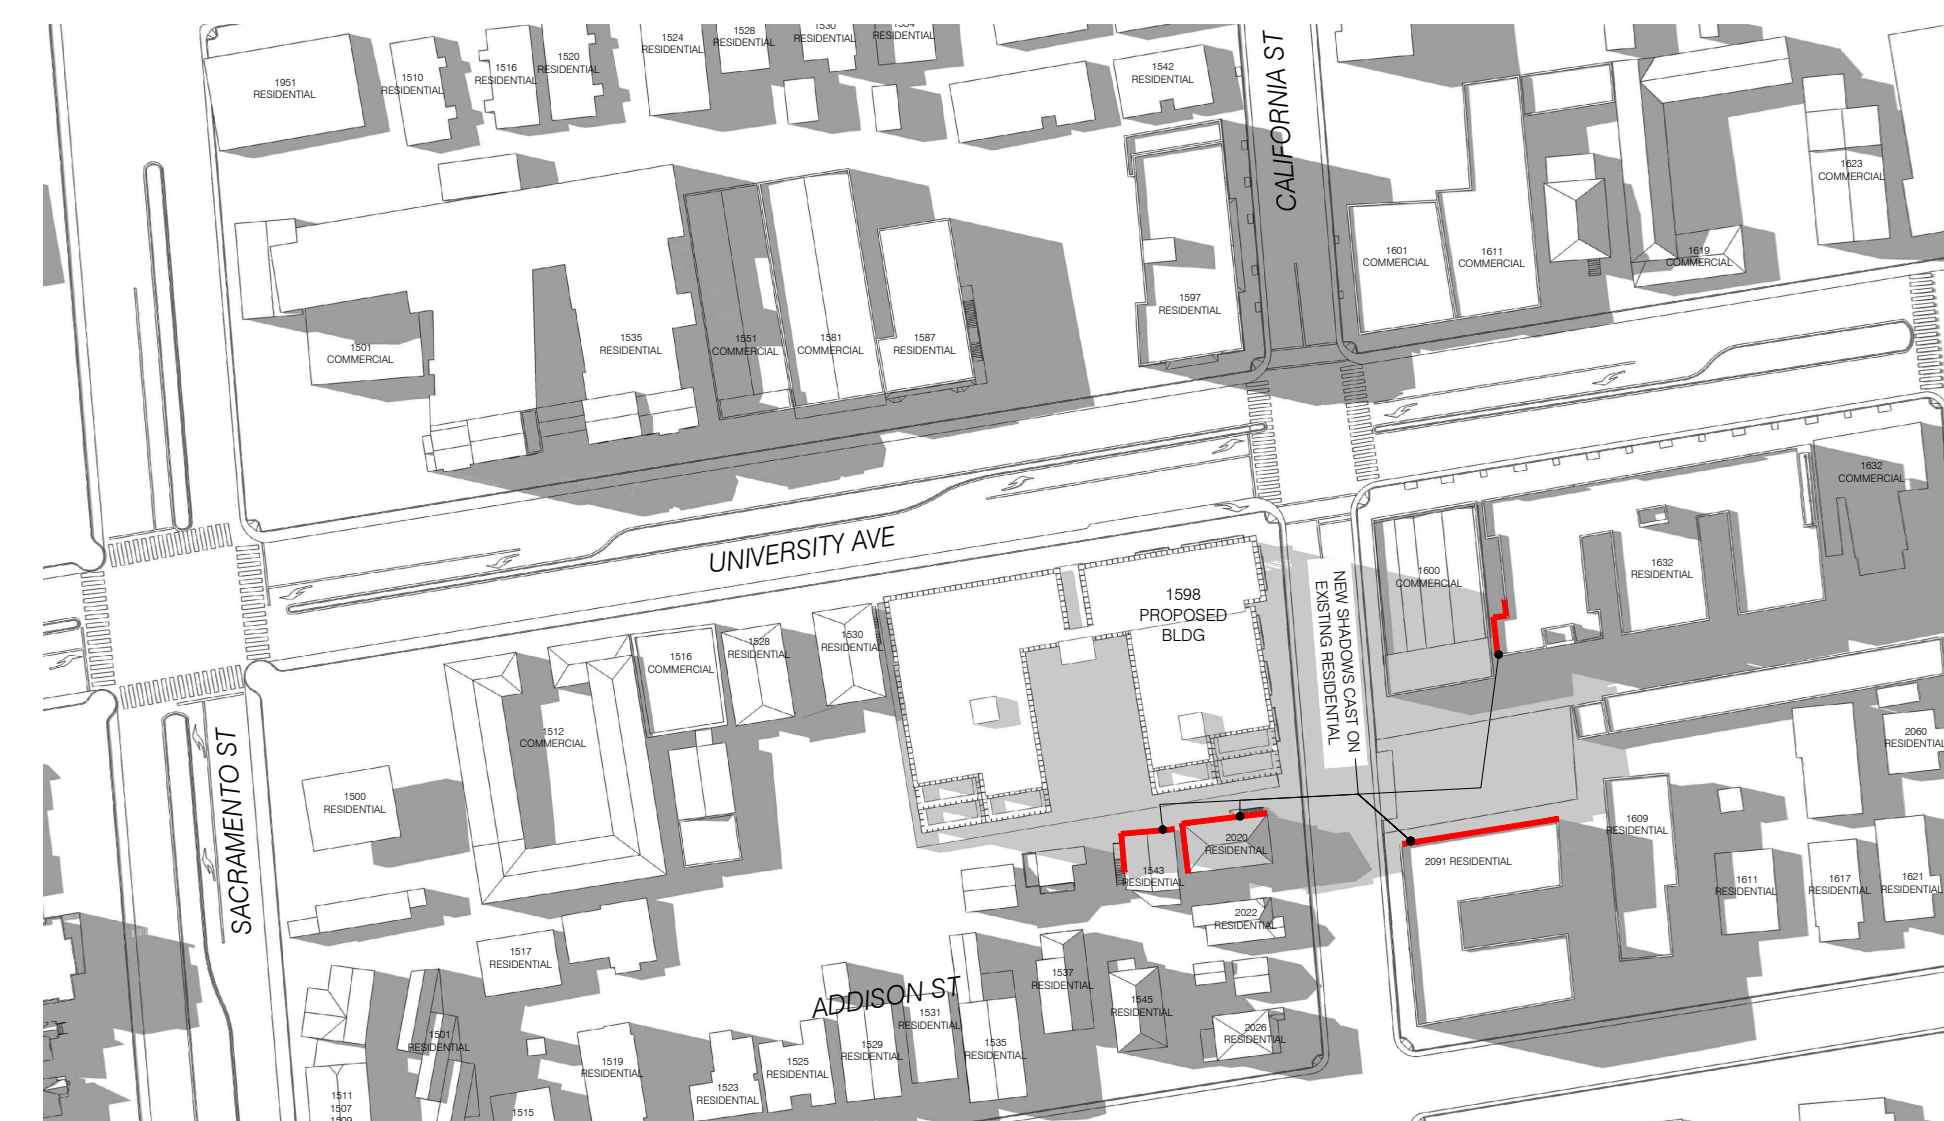 1524
RESIDENTIAL
1528
RESIDENTIAL
1530
RESIDENTIAL
1534
RESIDENTIAL
1951
RESIDENTIAL
1510
RESIDENTIAL
1516
RESIDENTIAL
1520
RESIDENTIAL
1542
RESIDENTIAL
CALIFORNIA ST
1623
COMMERCIAL
1601
COMMERCIAL
1611
COMMERCIAL
1619
COMMERCIAL
1501
COMMERCIAL
1535
RESIDENTIAL
1551
COMMERCIAL
1581
COMMERCIAL
1587
RESIDENTIAL
1597
RESIDENTIAL
1632
COMMERCIAL
UNIVERSITY AVE
1598
PROPOSED
BLDG
NEW SHADOWS CAST ON
EXISTING RESIDENTIAL
1600
COMMERCIAL
1632
RESIDENTIAL
1516
COMMERCIAL
1528
RESIDENTIAL
1530
RESIDENTIAL
1512
COMMERCIAL
SACRAMENTO ST
1500
RESIDENTIAL
2060
RESIDENTIAL
1609
RESIDENTIAL
2020
RESIDENTIAL
1543
RESIDENTIAL
2091 RESIDENTIAL
1611
RESIDENTIAL
1617
RESIDENTIAL
1621
RESIDENTIAL
2022
RESIDENTIAL
1517
RESIDENTIAL
ADDISON ST
1537
RESIDENTIAL
1545
RESIDENTIAL
2026
RESIDENTIAL
1501
RESIDENTIAL
1519
RESIDENTIAL
1523
RESIDENTIAL
1525
RESIDENTIAL
1529
RESIDENTIAL
1531
RESIDENTIAL
1535
RESIDENTIAL
1511
1507
1509
1515